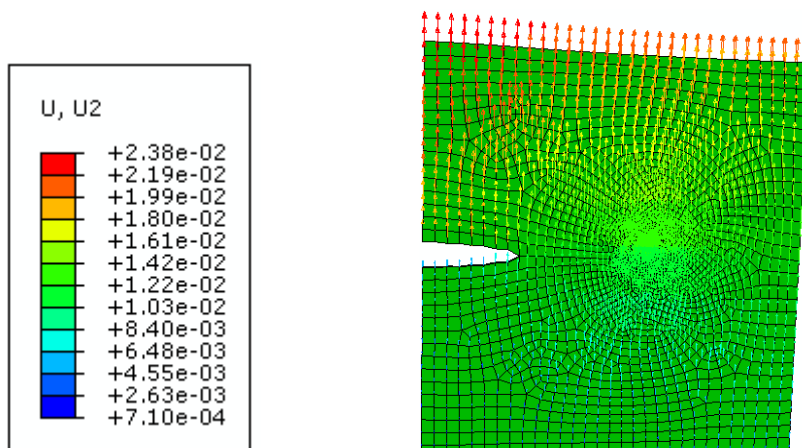 U, U2
+2.38e-02
+2.19e-02
+1.99e-02
+1.80e-02
+1.61e-02
+1.42e-02
+1.22e-02
+1.03e-02
+8.40e-03
+6.48e-03
+4.55e-03
+2.63e-03
+7.10e-04